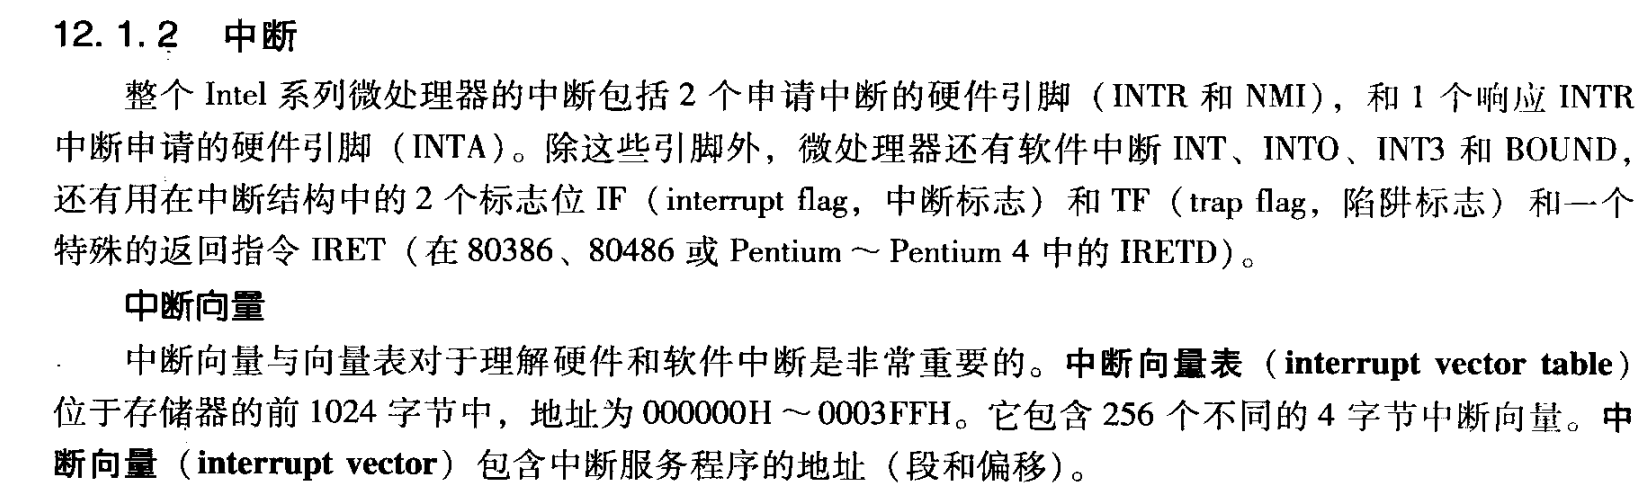 12.1.2 中断
整个 Intel 系列微处理器的中断包括 2 个申请中断的硬件引脚（INTR 和 NMI），和 1 个响应 INTR
中断申请的硬件引脚（INTA）。除这些引脚外，微处理器还有软件中断 INT、INTO、INT3 和 BOUND，
还有用在中断结构中的 2 个标志位 IF（interrupt flag，中断标志）和 TF（trap flag，陷阱标志）和一个
特殊的返回指令 IRET（在 80386、80486 或 Pentium～Pentium 4 中的 IRETD）。
中断向量
中断向量与向量表对于理解硬件和软件中断是非常重要的。中断向量表（interrupt vector table）
位于存储器的前 1024 字节中，地址为 000000H～0003FFH。它包含 256 个不同的 4 字节中断向量。中
断向量（interrupt vector）包含中断服务程序的地址（段和偏移）。